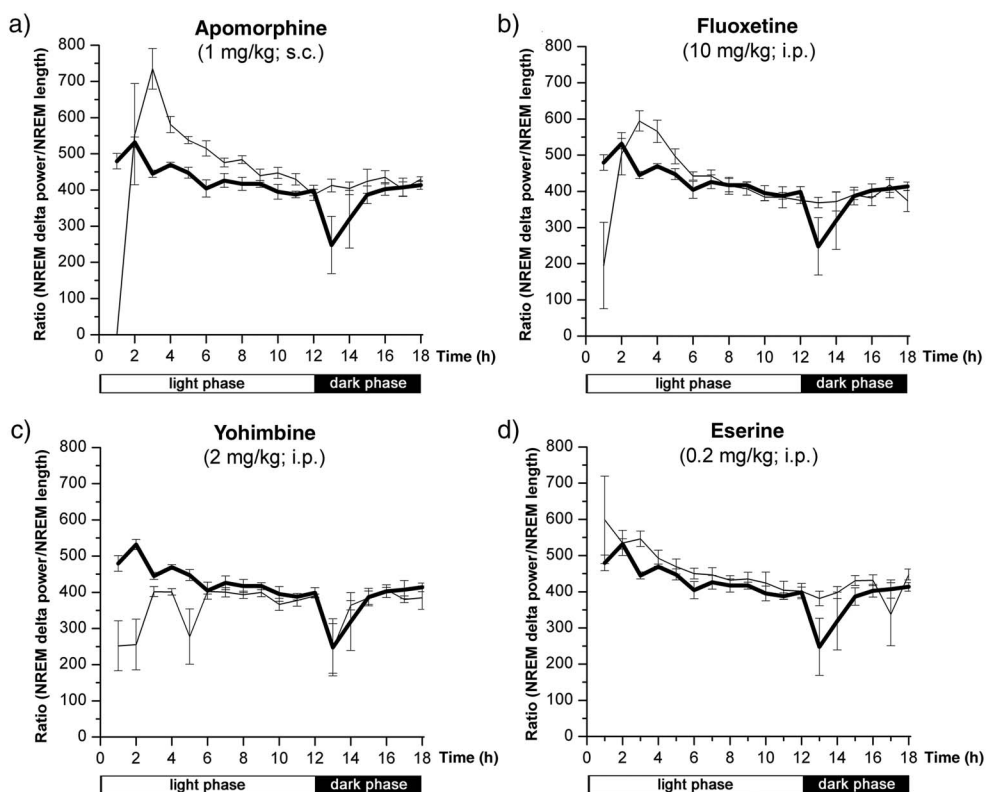 a)
Apomorphine
(1 mg/kg; s.c.)
Ratio (NREM delta power/NREM length)
800
700
600
500
400
300
200
100
0
0 2 4 6 8 10 12 14 16 18 Time (h)
light phase dark phase
b)
Fluoxetine
(10 mg/kg; i.p.)
Ratio (NREM delta power/NREM length)
800
700
600
500
400
300
200
100
0
0 2 4 6 8 10 12 14 16 18 Time (h)
light phase dark phase
c)
Yohimbine
(2 mg/kg; i.p.)
Ratio (NREM delta power/NREM length)
800
700
600
500
400
300
200
100
0
0 2 4 6 8 10 12 14 16 18 Time (h)
light phase dark phase
d)
Eserine
(0.2 mg/kg; i.p.)
Ratio (NREM delta power/NREM length)
800
700
600
500
400
300
200
100
0
0 2 4 6 8 10 12 14 16 18 Time (h)
light phase dark phase